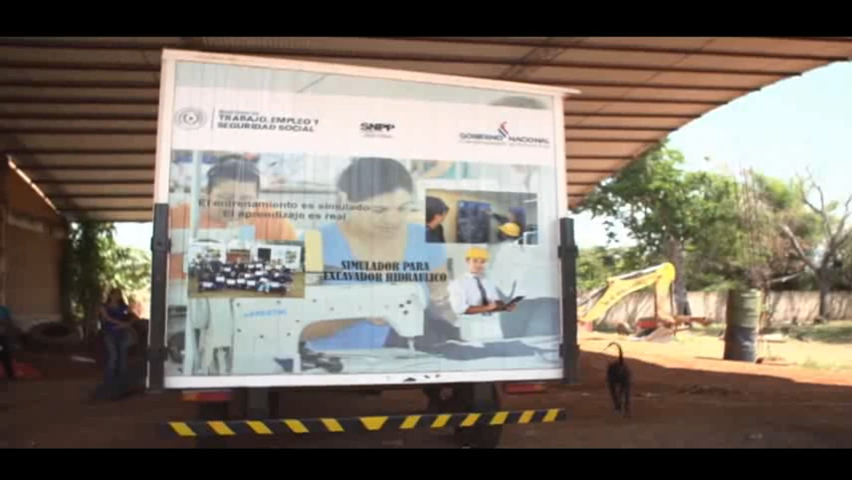 TRABAJO, EMPLEO Y
SEGURIDAD SOCIAL
SNPP
GOBIERNO NACIONAL
El entrenamiento es simulado
El aprendizaje es real
SIMULADOR PARA
EXCAVADOR HIDRAULICO